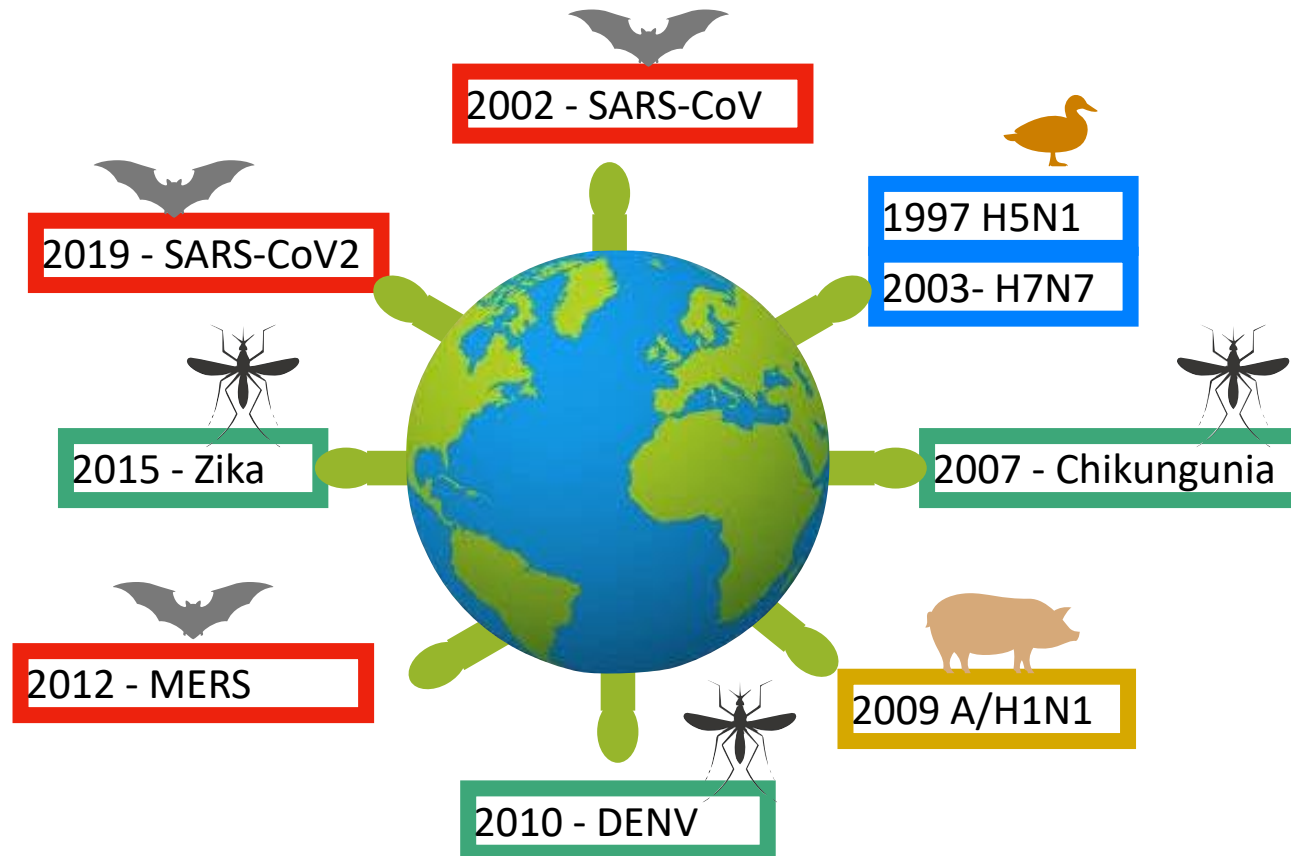 2002 - SARS-CoV
1997 H5N1
2019 - SARS-CoV2
2003- H7N7
2015 - Zika
2007 - Chikungunia
2012 - MERS
2009 A/H1N1
2010 - DENV